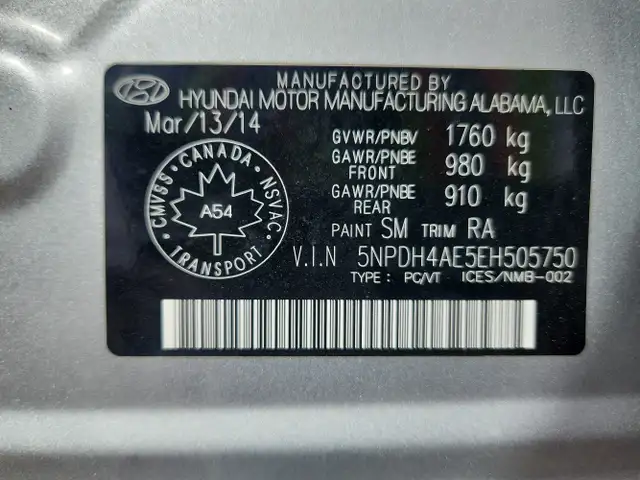 MANUFACTURED BY
HYUNDAI MOTOR MANUFACTURING ALABAMA, LLC
Mar/13/14
GVWR/PNBV 1760 kg
GAWR/PNBE FRONT 980 kg
GAWR/PNBE REAR 910 kg
CANADA
CMVSS NSVAC
A54
TRANSPORT
PAINT SM TRIM RA
V.I.N 5NPDH4AE5EH505750
TYPE : PC/VT ICES/NMB-002